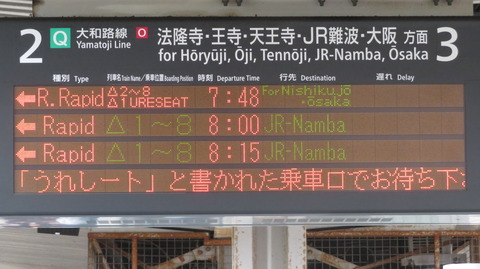 2 Q 大和路線 O 法隆寺・王寺・天王寺・JR難波・大阪 方面 3
Yamatoji Line for Hōryūji, Ōji, Tennōji, JR-Namba, Ōsaka
種別 Type 列車名 Train Name/乗車位置 Boarding Position 時刻 Departure Time 行先 Destination 遅れ Delay
←R.Rapid △2~8 7:48 For Nishikujō
△1URESEAT ・ōsaka
←Rapid △1~8 8:00 JR-Namba
←Rapid △1~8 8:15 JR-Namba
「うれしート」と書かれた乗車口でお待ち下さ